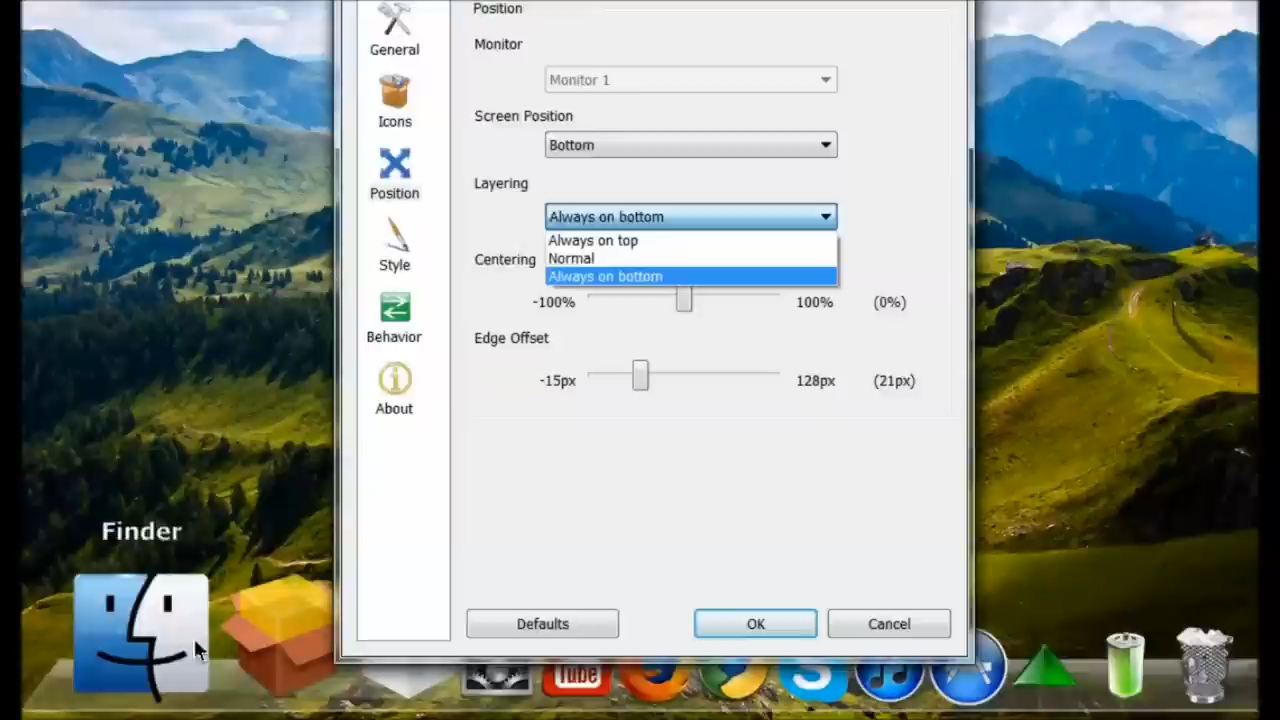 Position
General
Monitor
Monitor 1
Icons
Screen Position
Bottom
Position
Layering
Always on bottom
Always on top
Normal
Always on bottom
Style
Centering
-100%
100%
(0%)
Behavior
Edge Offset
-15px
128px
(21px)
About
Finder
Defaults
OK
Cancel
Tube